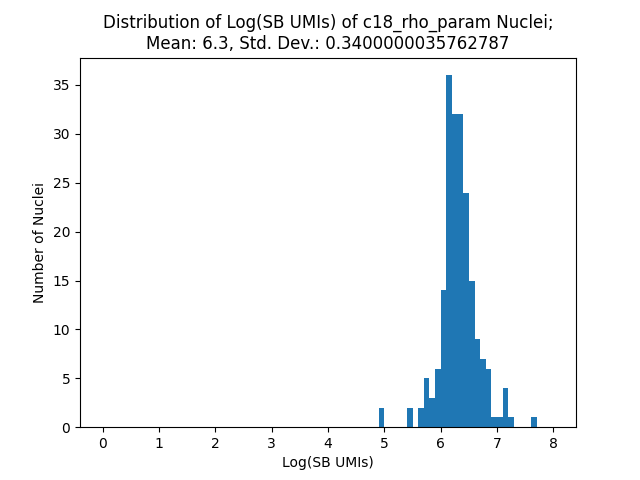 Distribution of Log(SB UMIs) of c18_rho_param Nuclei;
Mean: 6.3, Std. Dev.: 0.3400000035762787
35
30
25
20
15
10
5
0
Number of Nuclei
0 1 2 3 4 5 6 7 8
Log(SB UMIs)